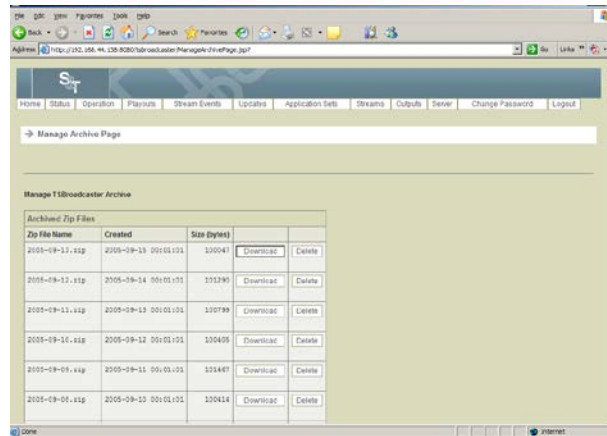 File Edit View Favorites Tools Help
Back Search Favorites
Address http://192.168.44.138:8080/tsbroadcaster/ManageArchivePage.jsp? Go Links
S&T
Home Status Operation Playouts Stream Events Updates Application Sets Streams Outputs Server Change Password Logout
Manage Archive Page
Manage TSBroadcaster Archive
Archived Zip Files
Zip File Name Created Size (bytes)
2005-09-13.zip 2005-09-15 00:01:01 100047 Download Delete
2005-09-12.zip 2005-09-14 00:01:01 101290 Download Delete
2005-09-11.zip 2005-09-13 00:01:01 100799 Download Delete
2005-09-10.zip 2005-09-12 00:01:01 100405 Download Delete
2005-09-09.zip 2005-09-11 00:01:01 101467 Download Delete
2005-09-08.zip 2005-09-10 00:01:01 100414 Download Delete
Done Internet